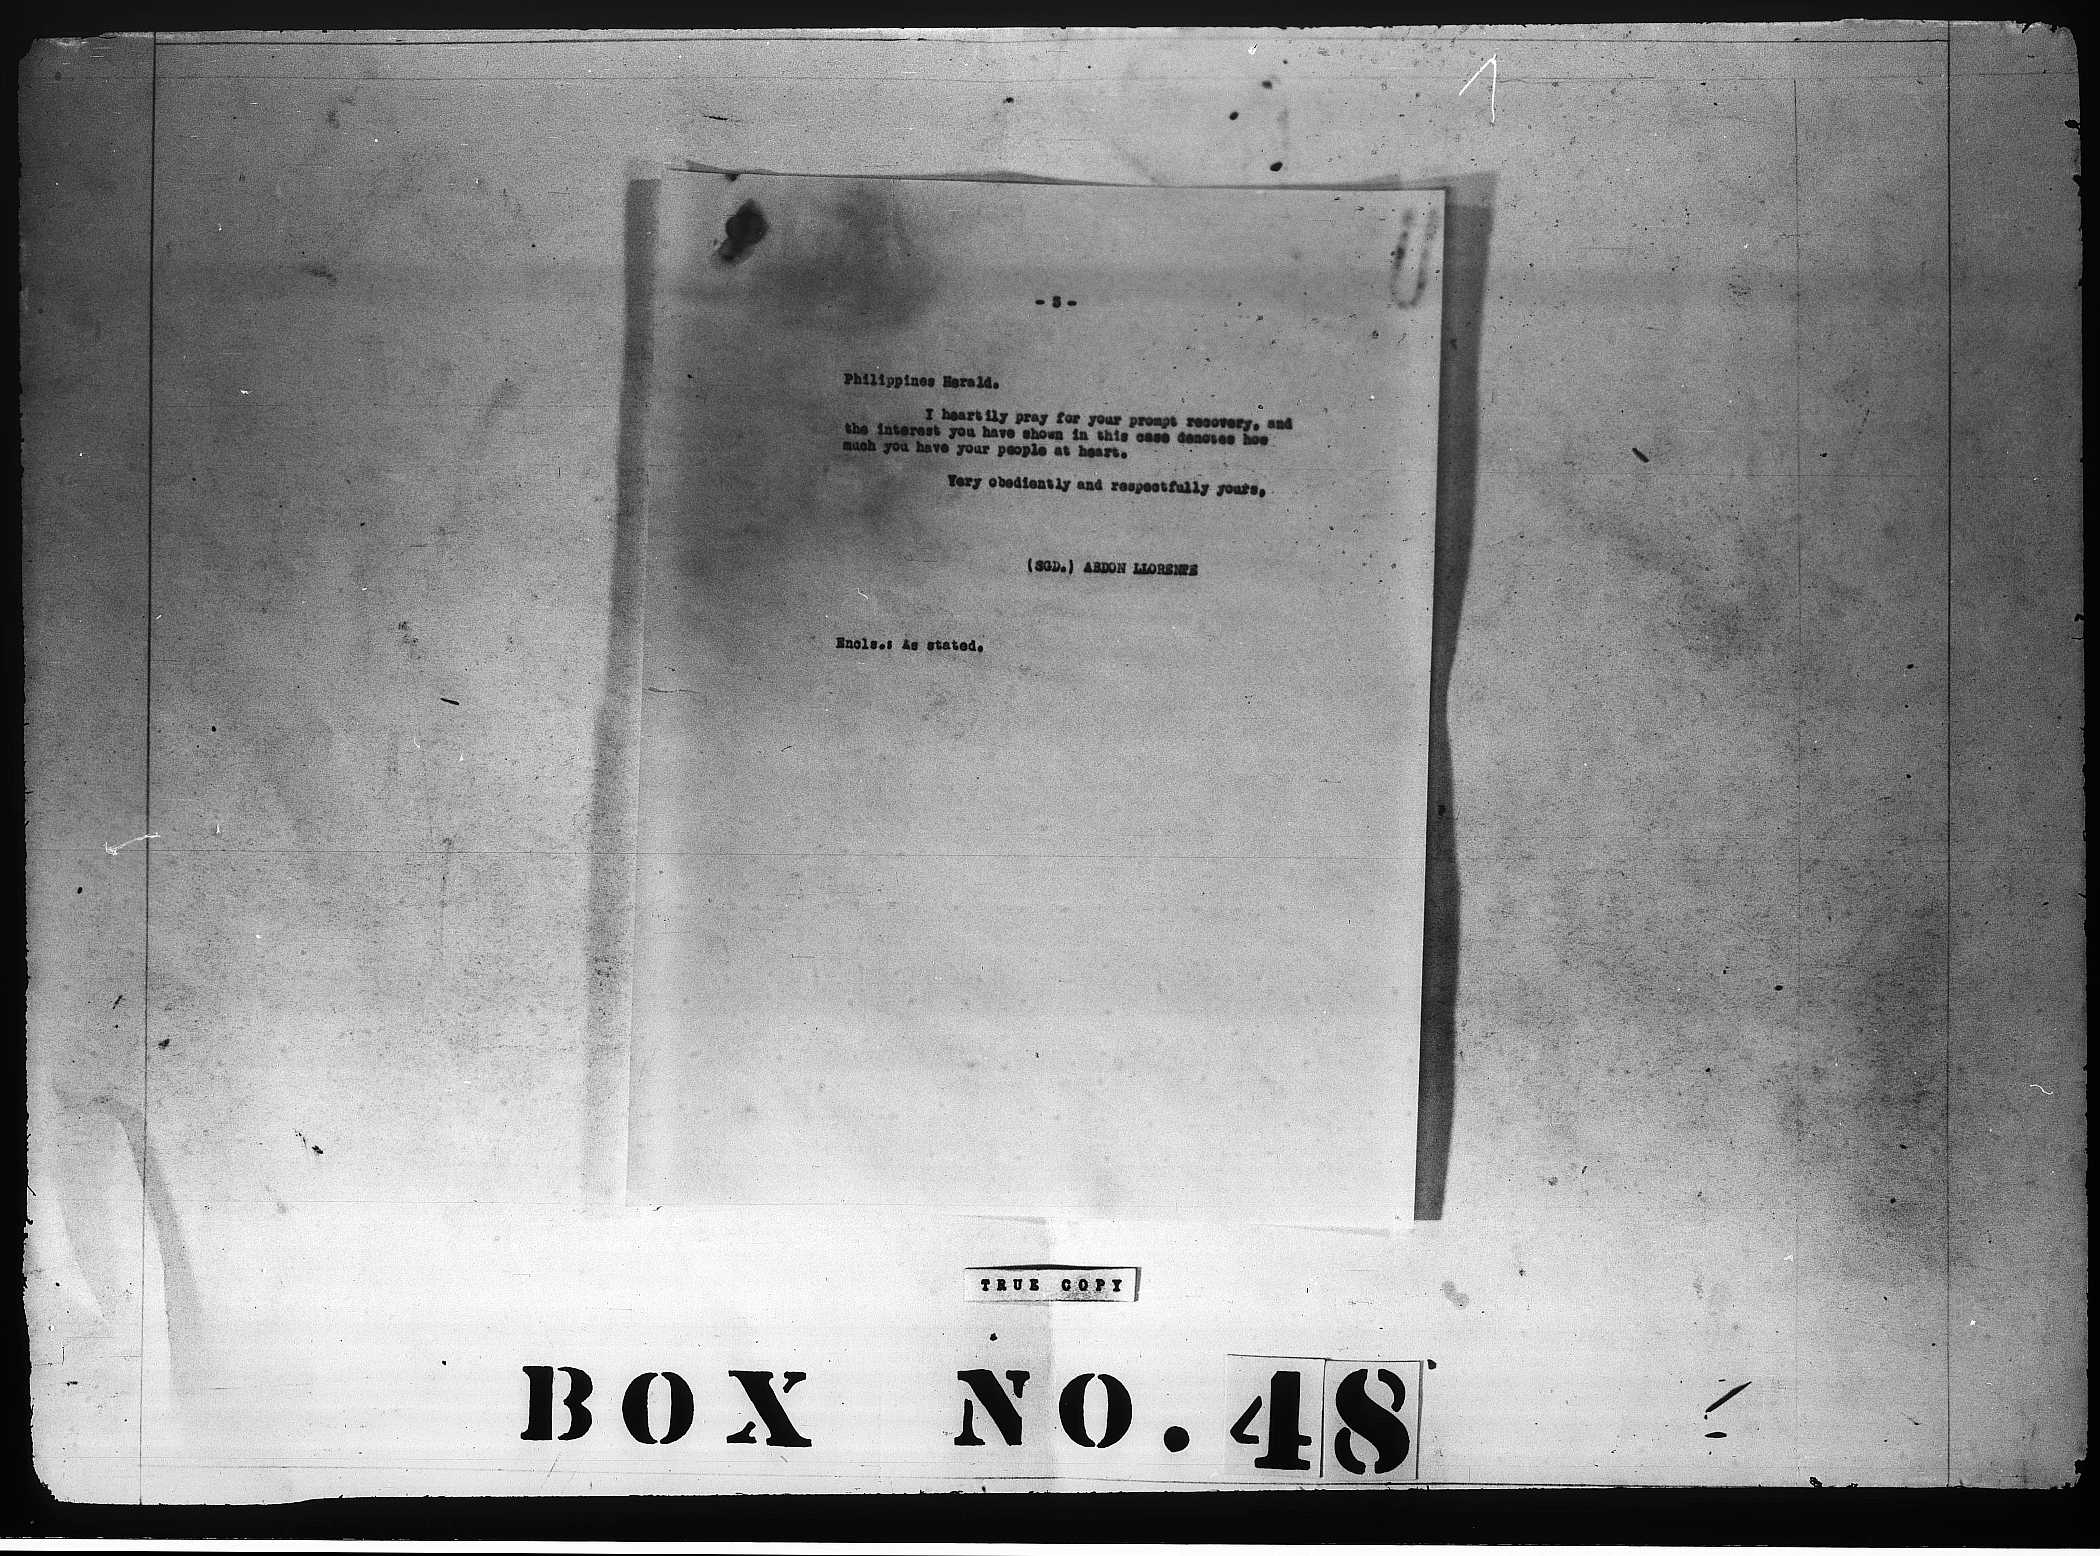 - 3 -
Philippines Herald.
I heartily pray for your prompt recovery, and
the interest you have shown in this case denotes how
much you have your people at heart.
Very obediently and respectfully yours,
(SGD.) ABDON LLORENTE
Encls.: As stated.
TRUE COPY
BOX NO. 48